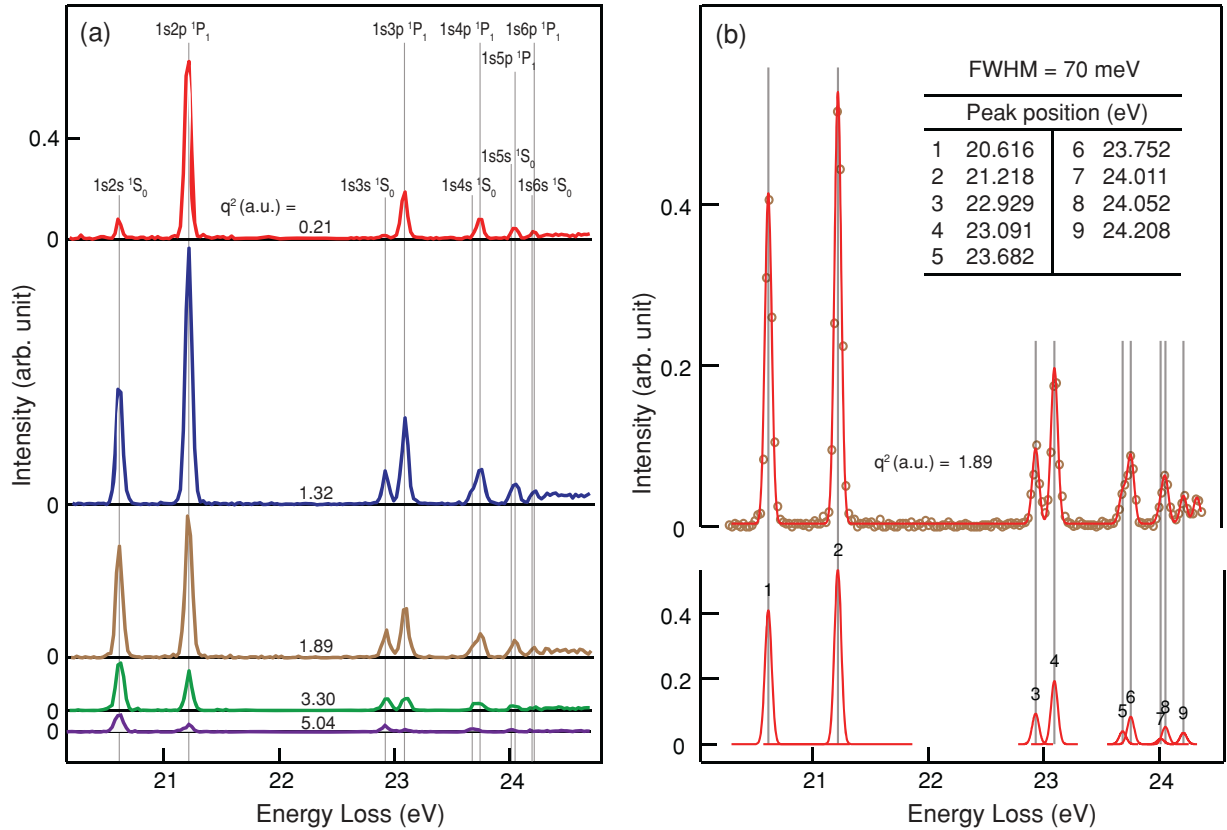 (a)
1s2p ¹P₁
1s3p ¹P₁
1s4p ¹P₁
1s6p ¹P₁
1s5p ¹P₁
0.4
1s5s ¹S₀
1s2s ¹S₀
1s3s ¹S₀
1s4s ¹S₀
1s6s ¹S₀
q² (a.u.) =
0.21
0
1.32
0
1.89
0
3.30
0
5.04
0
21
22
23
24
Intensity (arb. unit)
Energy Loss (eV)
(b)
FWHM = 70 meV
Peak position (eV)
1 20.616 6 23.752
2 21.218 7 24.011
3 22.929 8 24.052
4 23.091 9 24.208
5 23.682
0.4
0.2
q² (a.u.) = 1.89
0
2
1
0.4
4
0.2
3
6
5
8
7
9
0
21
22
23
24
Intensity (arb. unit)
Energy Loss (eV)